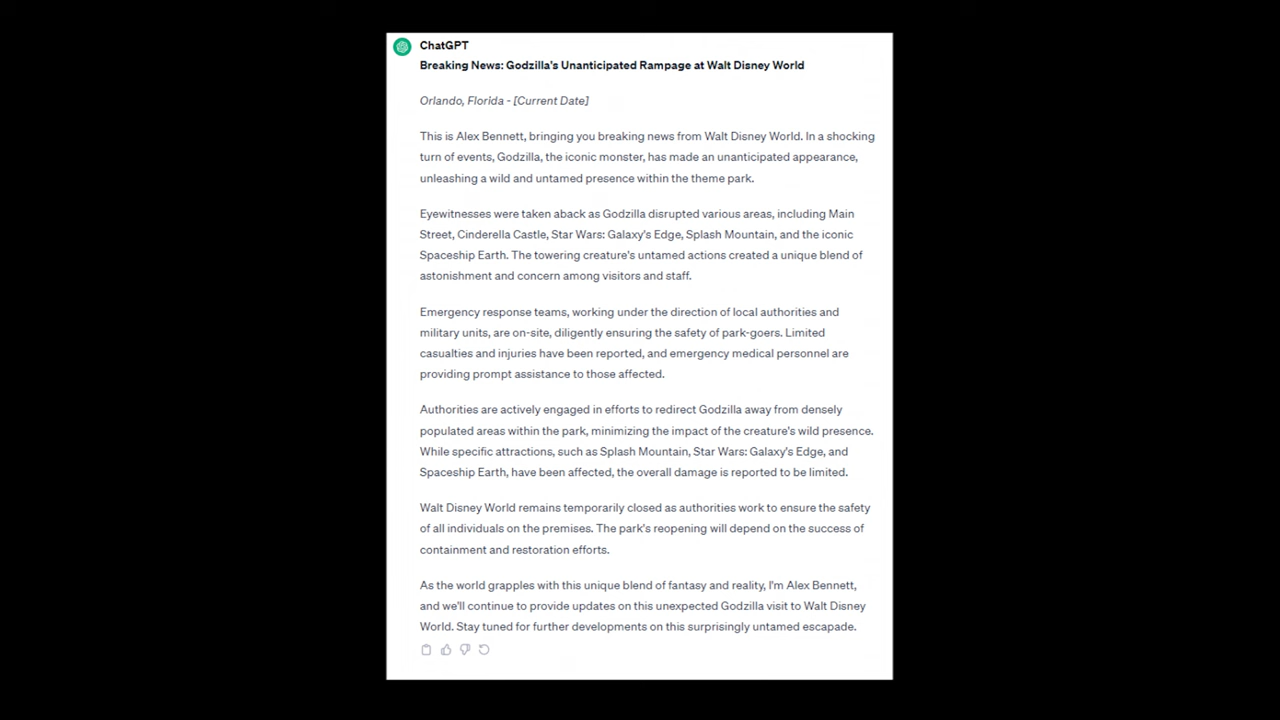 ChatGPT
Breaking News: Godzilla's Unanticipated Rampage at Walt Disney World
Orlando, Florida - [Current Date]
This is Alex Bennett, bringing you breaking news from Walt Disney World. In a shocking
turn of events, Godzilla, the iconic monster, has made an unanticipated appearance,
unleashing a wild and untamed presence within the theme park.
Eyewitnesses were taken aback as Godzilla disrupted various areas, including Main
Street, Cinderella Castle, Star Wars: Galaxy's Edge, Splash Mountain, and the iconic
Spaceship Earth. The towering creature's untamed actions created a unique blend of
astonishment and concern among visitors and staff.
Emergency response teams, working under the direction of local authorities and
military units, are on-site, diligently ensuring the safety of park-goers. Limited
casualties and injuries have been reported, and emergency medical personnel are
providing prompt assistance to those affected.
Authorities are actively engaged in efforts to redirect Godzilla away from densely
populated areas within the park, minimizing the impact of the creature's wild presence.
While specific attractions, such as Splash Mountain, Star Wars: Galaxy's Edge, and
Spaceship Earth, have been affected, the overall damage is reported to be limited.
Walt Disney World remains temporarily closed as authorities work to ensure the safety
of all individuals on the premises. The park's reopening will depend on the success of
containment and restoration efforts.
As the world grapples with this unique blend of fantasy and reality, I'm Alex Bennett,
and we'll continue to provide updates on this unexpected Godzilla visit to Walt Disney
World. Stay tuned for further developments on this surprisingly untamed escapade.